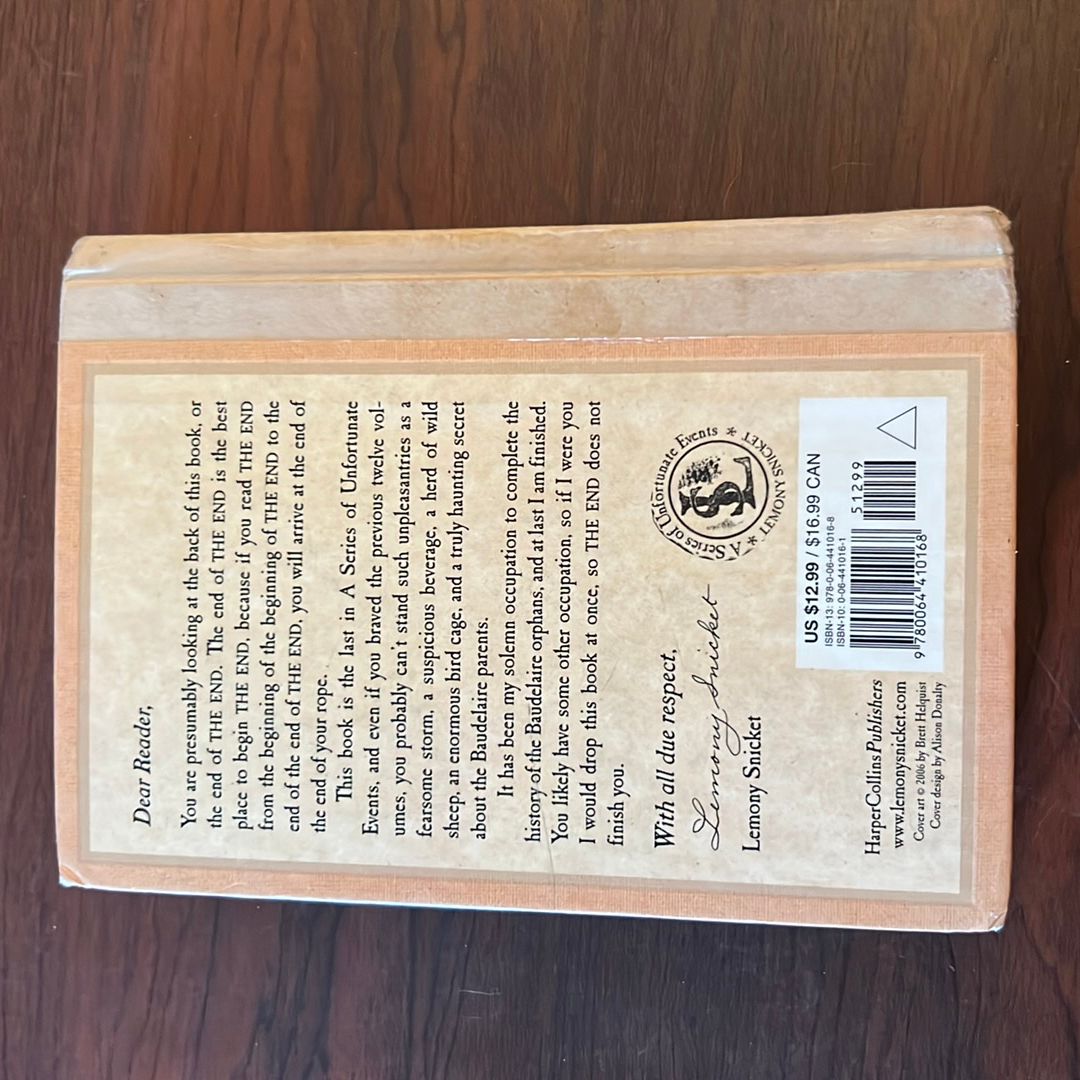 Dear Reader,
You are presumably looking at the back of this book, or
the end of THE END. The end of THE END is the best
place to begin THE END, because if you read THE END
from the beginning of the beginning of THE END to the
end of the end of THE END, you will arrive at the end of
the end of your rope.
This book is the last in A Series of Unfortunate
Events, and even if you braved the previous twelve vol-
umes, you probably can't stand such unpleasantries as a
fearsome storm, a suspicious beverage, a herd of wild
sheep, an enormous bird cage, and a truly haunting secret
about the Baudelaire parents.
It has been my solemn occupation to complete the
history of the Baudelaire orphans, and at last I am finished.
You likely have some other occupation, so if I were you
I would drop this book at once, so THE END does not
finish you.
With all due respect,
Lemony Snicket
Lemony Snicket
A Series of Unfortunate Events * LEMONY SNICKET *
HarperCollinsPublishers
www.lemonysnicket.com
Cover art © 2006 by Brett Helquist
Cover design by Alison Donalty
US $12.99 / $16.99 CAN
ISBN-13: 978-0-06-441016-8
ISBN-10: 0-06-441016-1
51299
9 780064 410168